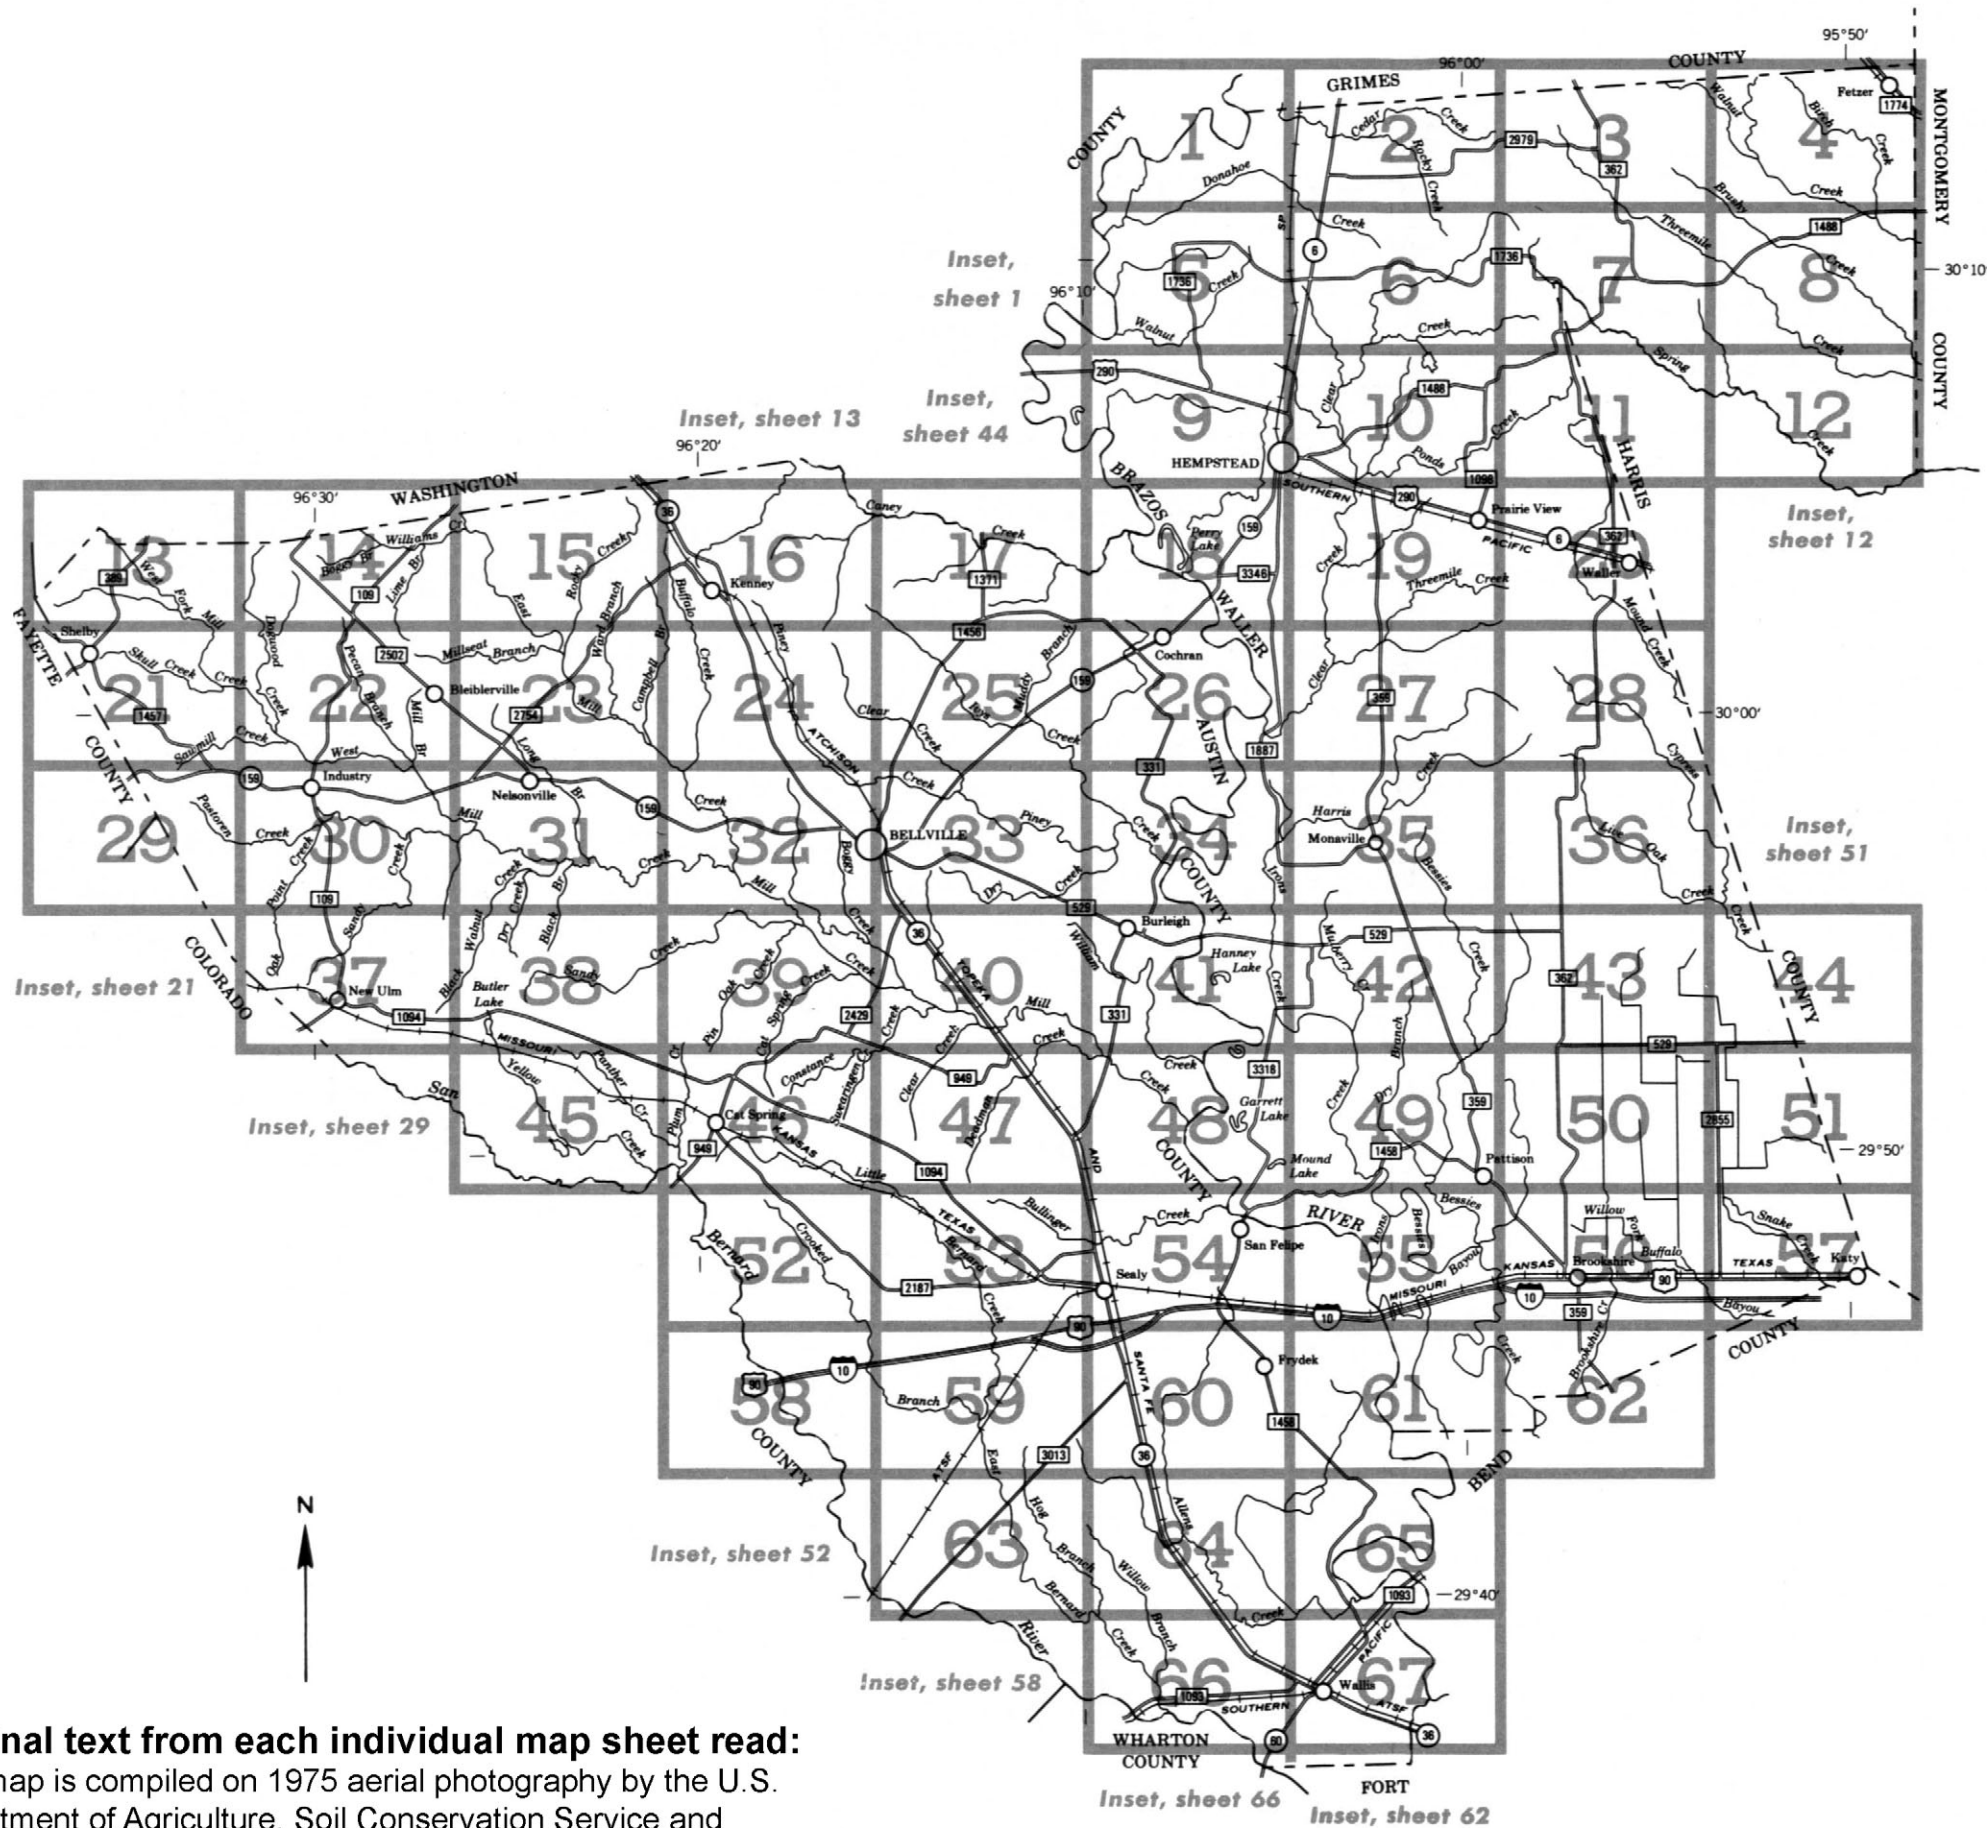 95°50'
COUNTY
96°00'
GRIMES
Fetzer
1774
MONTGOMERY
COUNTY
1
2
3
4
Cedar
Creek
Rocky
Creek
2979
362
Walnut
Birch
Creek
Creek
Donahoe
Brushy
Threemile
1488
Creek
SP
6
Inset,
sheet 1
96°10'
1736
5
Creek
6
1736
7
8
Creek
30°10
Walnut
Creek
Creek
Spring
COUNTY
290
1488
Clear
Inset,
sheet 44
9
10
11
12
Creek
Creek
Inset, sheet 13
96°20'
HEMPSTEAD
Ponds
HARRIS
BRAZOS
SOUTHERN
290
1098
Prairie View
96°30'
WASHINGTON
36
Caney
Creek
159
6
PACIFIC
362
Inset,
sheet 12
13
14
15
16
17
18
19
20
Williams
Cr
Boggy Br
Lime Br
Rocky Creek
Perry
Lake
Creek
Waller
389
109
West
Fork
Mill
East
Ward Branch
Buffalo
Kenney
1371
3346
Threemile Creek
FAYETTE
Shelby
Dogwood
2502
Millseat Branch
Campbell
Br
Creek
Piney
1456
Branch
WALLER
Mound Creek
Cochran
Skull Creek
Creek
Creek
Pecan
Branch
Bleiblerville
Mill
Br
Mill
159
Muddy
Clear
21
22
23
24
25
26
27
28
1457
2754
Clear
Creek
Creek
359
30°00'
Sawmill Creek
West
Long
Br
ATCHISON
AUSTIN
1887
Creek
Cypress
COUNTY
159
Industry
Nelsonville
159
Creek
Creek
331
Pastoren
Creek
Mill
BELLVILLE
Piney
Creek
Harris
Monaville
Live
Oak
Creek
29
30
31
32
33
34
35
36
Inset,
sheet 51
Point
Creek
Creek
Creek
Creek
Mill
Boggy
Dry
Creek
COUNTY
Irons
Bessies
109
Sandy
Walnut
Dry Creek
Black Br
Creek
36
529
Burleigh
Creek
COLORADO
Oak
Black
Sandy
Creek
Oak Creek
Creek
TOPEKA
William
Hanney
Lake
529
Mulberry
Cr
Creek
COUNTY
Inset, sheet 21
37
38
39
40
41
42
43
44
New Ulm
Butler
Lake
Pin
Cat
Spring
Creek
Mill
Creek
362
1094
2429
331
Branch
529
MISSOURI
Yellow
Panther
Cr
Cr
Constance
Swearingen Cr
Creek
Clear
Creek
949
Creek
Creek
Creek
3318
Creek
Dry
San
Inset, sheet 29
45
46
47
48
49
50
51
Plum
Cat Spring
KANSAS
Deadman
Garrett
Lake
359
2855
Creek
949
Little
1094
AND
COUNTY
Mound
Lake
1458
Pattison
29°50'
Bullinger
Creek
RIVER
Bessies
Willow
Fork
Snake
Creek
Bernard
Crooked
TEXAS
Bernard
San Felipe
Irons
Bessies
Bayou
Buffalo
52
53
54
55
56
57
Sealy
KANSAS
Brookshire
90
TEXAS
Katy
2187
Creek
MISSOURI
10
10
359
Bayou
90
Brookshire Cr
COUNTY
90
10
SANTA FE
Frydek
Creek
58
59
60
61
62
Branch
COUNTY
East
3013
36
1458
BEND
ATSF
N
Hog
Branch
Allens
Inset, sheet 52
63
64
65
Willow
Branch
Bernard
1093
29°40'
Creek
River
Creek
PACIFIC
Inset, sheet 58
66
67
1093
SOUTHERN
Wallis
ATSF
36
60
WHARTON
COUNTY
FORT
Inset, sheet 66
Inset, sheet 62
nal text from each individual map sheet read:
ap is compiled on 1975 aerial photography by the U.S.
tment of Agriculture, Soil Conservation Service and